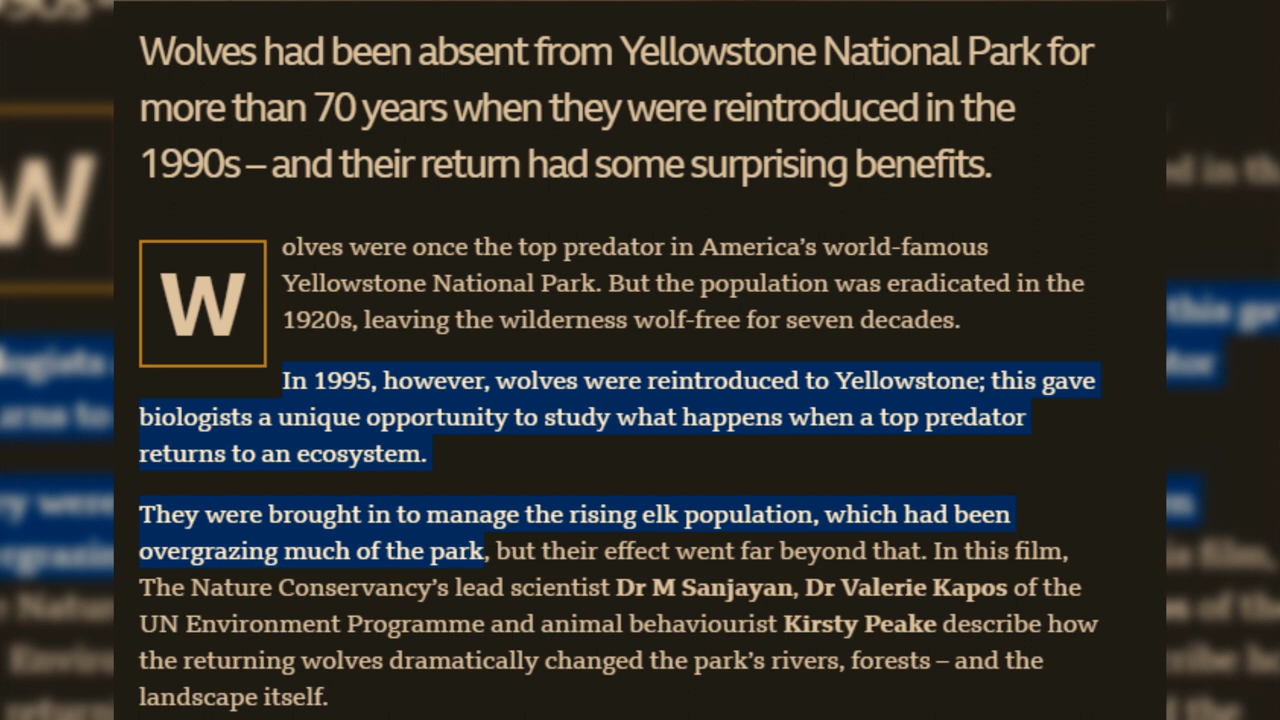 Wolves had been absent from Yellowstone National Park for
more than 70 years when they were reintroduced in the
1990s – and their return had some surprising benefits.
W
olves were once the top predator in America's world-famous
Yellowstone National Park. But the population was eradicated in the
1920s, leaving the wilderness wolf-free for seven decades.
In 1995, however, wolves were reintroduced to Yellowstone; this gave
biologists a unique opportunity to study what happens when a top predator
returns to an ecosystem.
They were brought in to manage the rising elk population, which had been
overgrazing much of the park, but their effect went far beyond that. In this film,
The Nature Conservancy's lead scientist Dr M Sanjayan, Dr Valerie Kapos of the
UN Environment Programme and animal behaviourist Kirsty Peake describe how
the returning wolves dramatically changed the park's rivers, forests – and the
landscape itself.